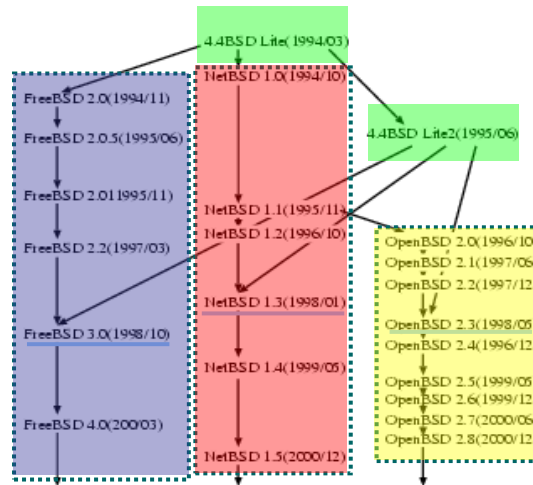 4.4BSD Lite(1994/03)
NetBSD 1.0(1994/10)
FreeBSD 2.0(1994/11)
4.4BSD Lite2(1995/06)
FreeBSD 2.0.5(1995/06)
FreeBSD 2.011995/11)
NetBSD 1.1(1995/11)
NetBSD 1.2(1996/10)
FreeBSD 2.2(1997/03)
OpenBSD 2.0(1996/10
OpenBSD 2.1(1997/06
OpenBSD 2.2(1997/12
NetBSD 1.3(1998/01)
OpenBSD 2.3(1998/05
FreeBSD 3.0(1998/10)
OpenBSD 2.4(1996/12
NetBSD 1.4(1999/05)
OpenBSD 2.5(1999/05
OpenBSD 2.6(1999/12
OpenBSD 2.7(2000/06
FreeBSD 4.0(200/03)
OpenBSD 2.8(2000/12
NetBSD 1.5(2000/12)